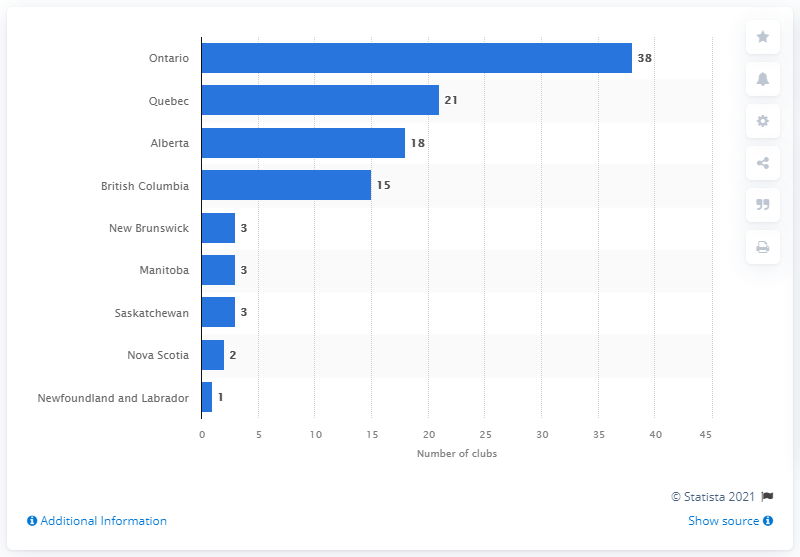 Ontario 38
Quebec 21
Alberta 18
British Columbia 15
New Brunswick 3
Manitoba 3
Saskatchewan 3
Nova Scotia 2
Newfoundland and Labrador 1
0 5 10 15 20 25 30 35 40 45
Number of clubs
© Statista 2021
Additional Information Show source